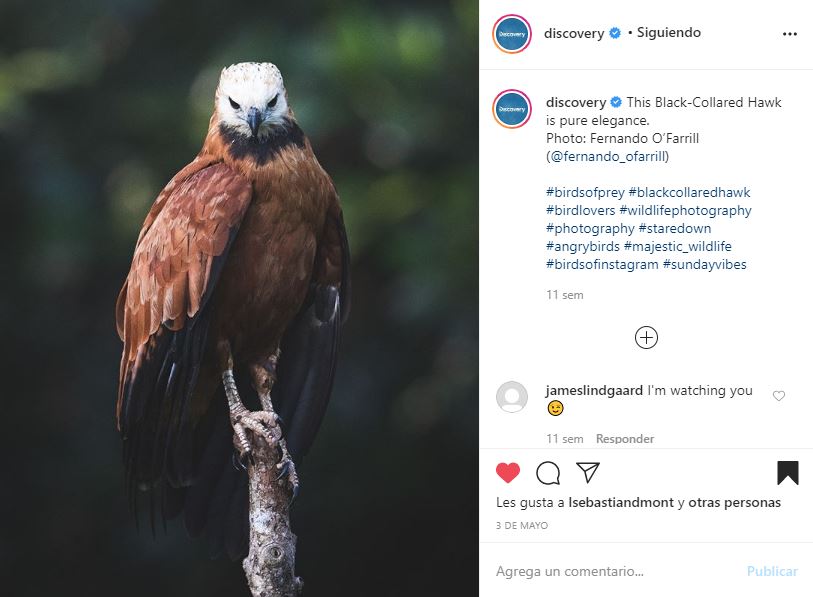 discovery • Siguiendo
discovery This Black-Collared Hawk
is pure elegance.
Photo: Fernando O'Farrill
(@fernando_ofarrill)
#birdsofprey #blackcollaredhawk
#birdlovers #wildlifephotography
#photography #staredown
#angrybirds #majestic_wildlife
#birdsofinstagram #sundayvibes
11 sem
jameslindgaard I'm watching you
😉
11 sem Responder
Les gusta a lsebastiandmont y otras personas
3 DE MAYO
Agrega un comentario... Publicar
Discovery
Discovery